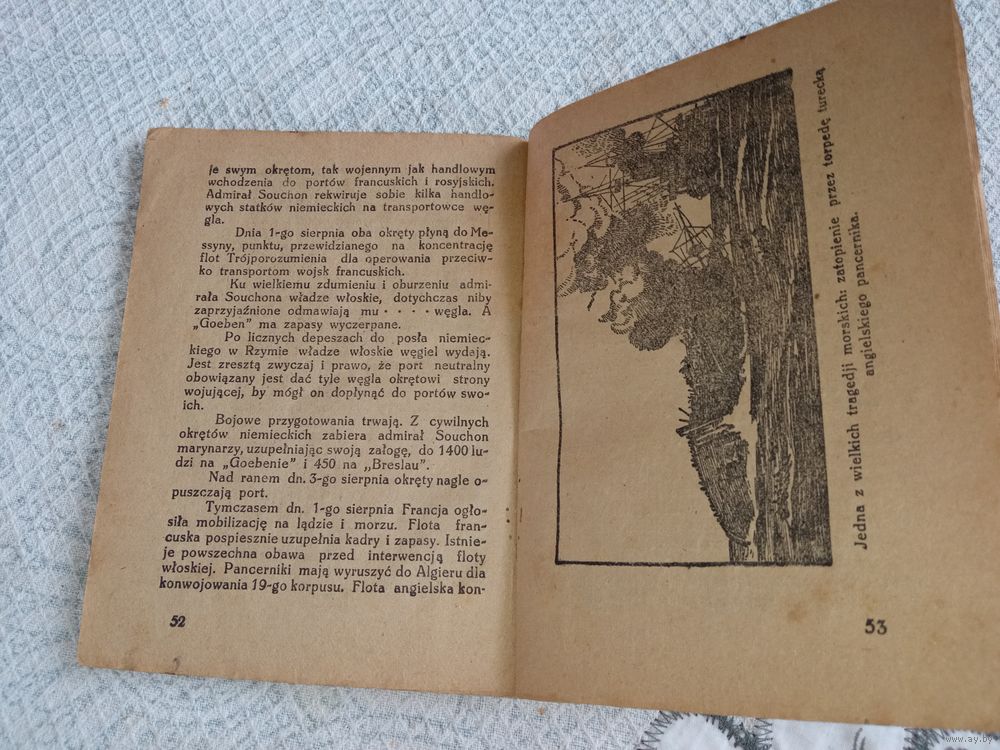 je swym okrętom, tak wojennym jak handlowym
wchodzenia do portów francuskich i rosyjskich.
Admirał Souchon rekwiruje sobie kilka handlo-
wych statków niemieckich na transportowce wę-
gla.
Dnia 1-go sierpnia oba okręty płyną do Me-
ssyny, punktu, przewidzianego na koncentrację
flot Trójporozumienia dla operowania przeciw-
ko transportom wojsk francuskich.
Ku wielkiemu zdumieniu i oburzeniu admi-
rała Souchona władze włoskie, dotychczas niby
zaprzyjaźnione odmawiają mu · · · · węgla. A
„Goeben" ma zapasy wyczerpane.
Po licznych depeszach do posła niemiec-
kiego w Rzymie władze włoskie węgiel wydają.
Jest zresztą zwyczaj i prawo, że port neutralny
obowiązany jest dać tyle węgla okrętowi strony
wojującej, by mógł on dopłynąć do portów swo-
ich.
Bojowe przygotowania trwają. Z cywilnych
okrętów niemieckich zabiera admirał Souchon
marynarzy, uzupełniając swoją załogę, do 1400 lu-
dzi na „Goebenie" i 450 na „Breslau".
Nad ranem dn. 3-go sierpnia okręty nagle o-
puszczają port.
Tymczasem dn. 1-go sierpnia Francja ogło-
siła mobilizację na lądzie i morzu. Flota fran-
cuska pospiesznie uzupełnia kadry i zapasy. Istnie-
je powszechna obawa przed interwencją floty
włoskiej. Pancerniki mają wyruszyć do Algieru dla
konwojowania 19-go korpusu. Flota angielska kon-
52
Jedna z wielkich tragedji morskich: zatopienie przez torpedę turecką
angielskiego pancernika.
53
www.ay.by